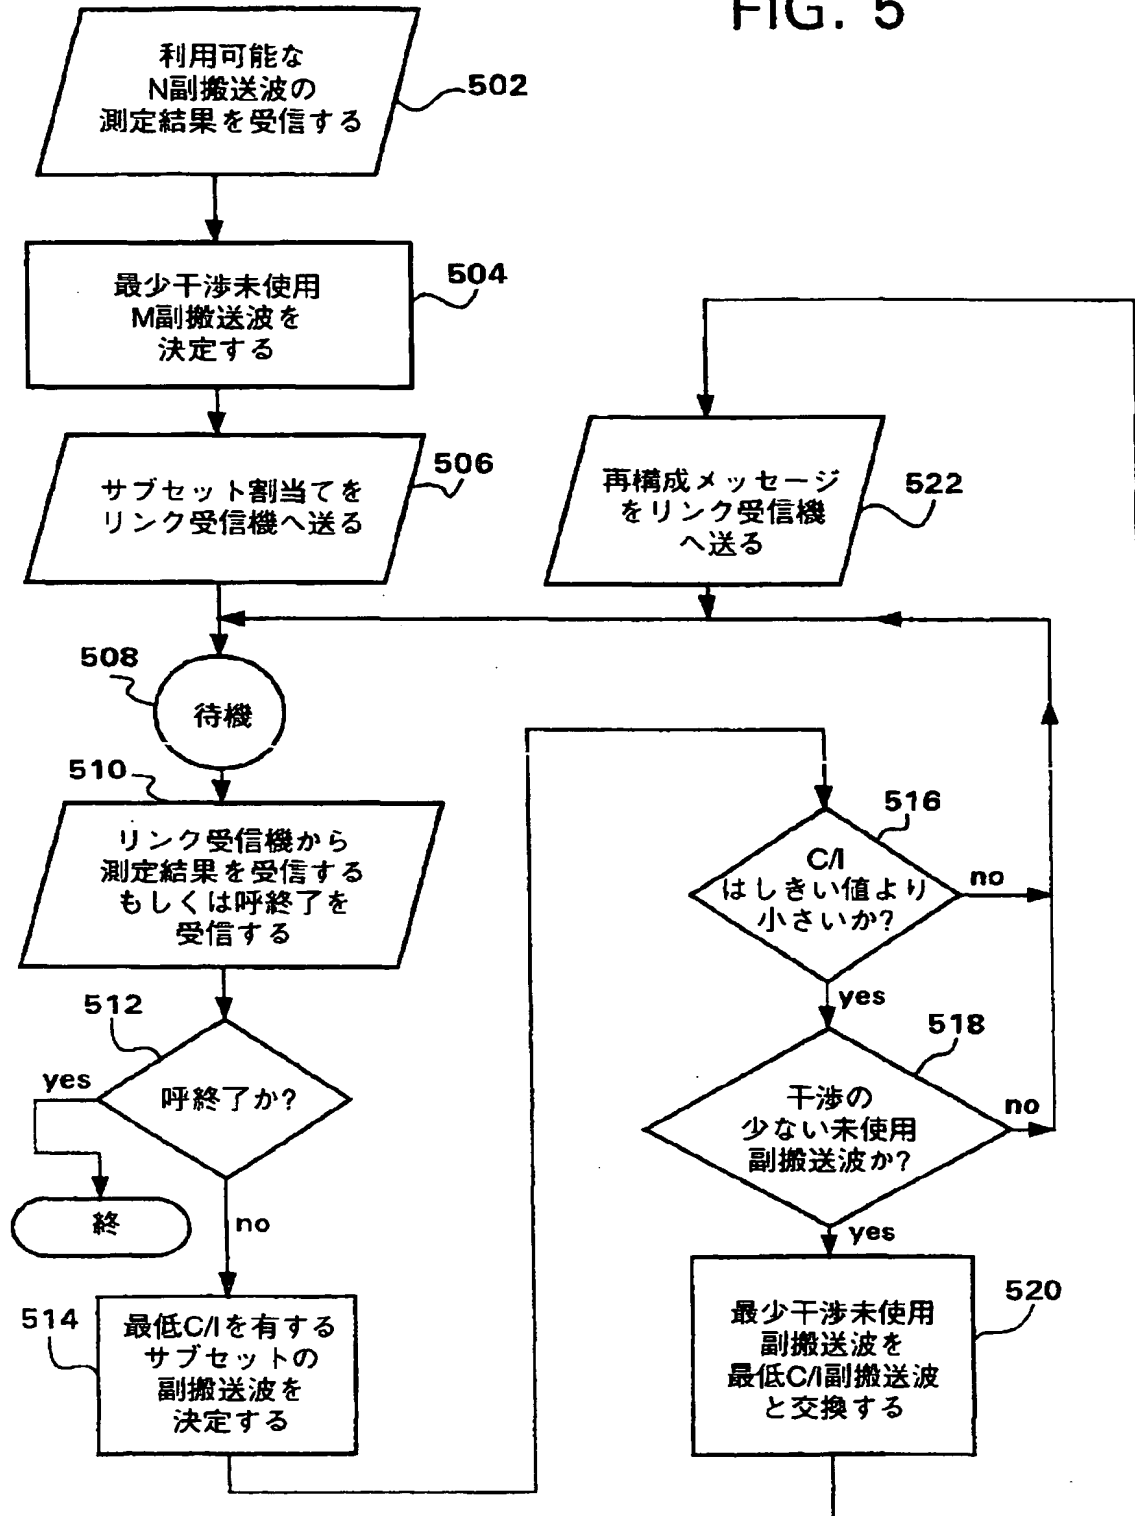 FIG. 5
利用可能な
N副搬送波の
測定結果を受信する
502
最少干渉未使用
M副搬送波を
決定する
504
サブセット割当てを
リンク受信機へ送る
506
再構成メッセージ
をリンク受信機
へ送る
522
508
待機
510
リンク受信機から
測定結果を受信する
もしくは呼終了を
受信する
512
yes
呼終了か?
終
no
514
最低C/Iを有する
サブセットの
副搬送波を
決定する
516
C/I
はしきい値より
小さいか?
no
yes
518
干渉の
少ない未使用
副搬送波か?
no
yes
520
最少干渉未使用
副搬送波を
最低C/I副搬送波
と交換する